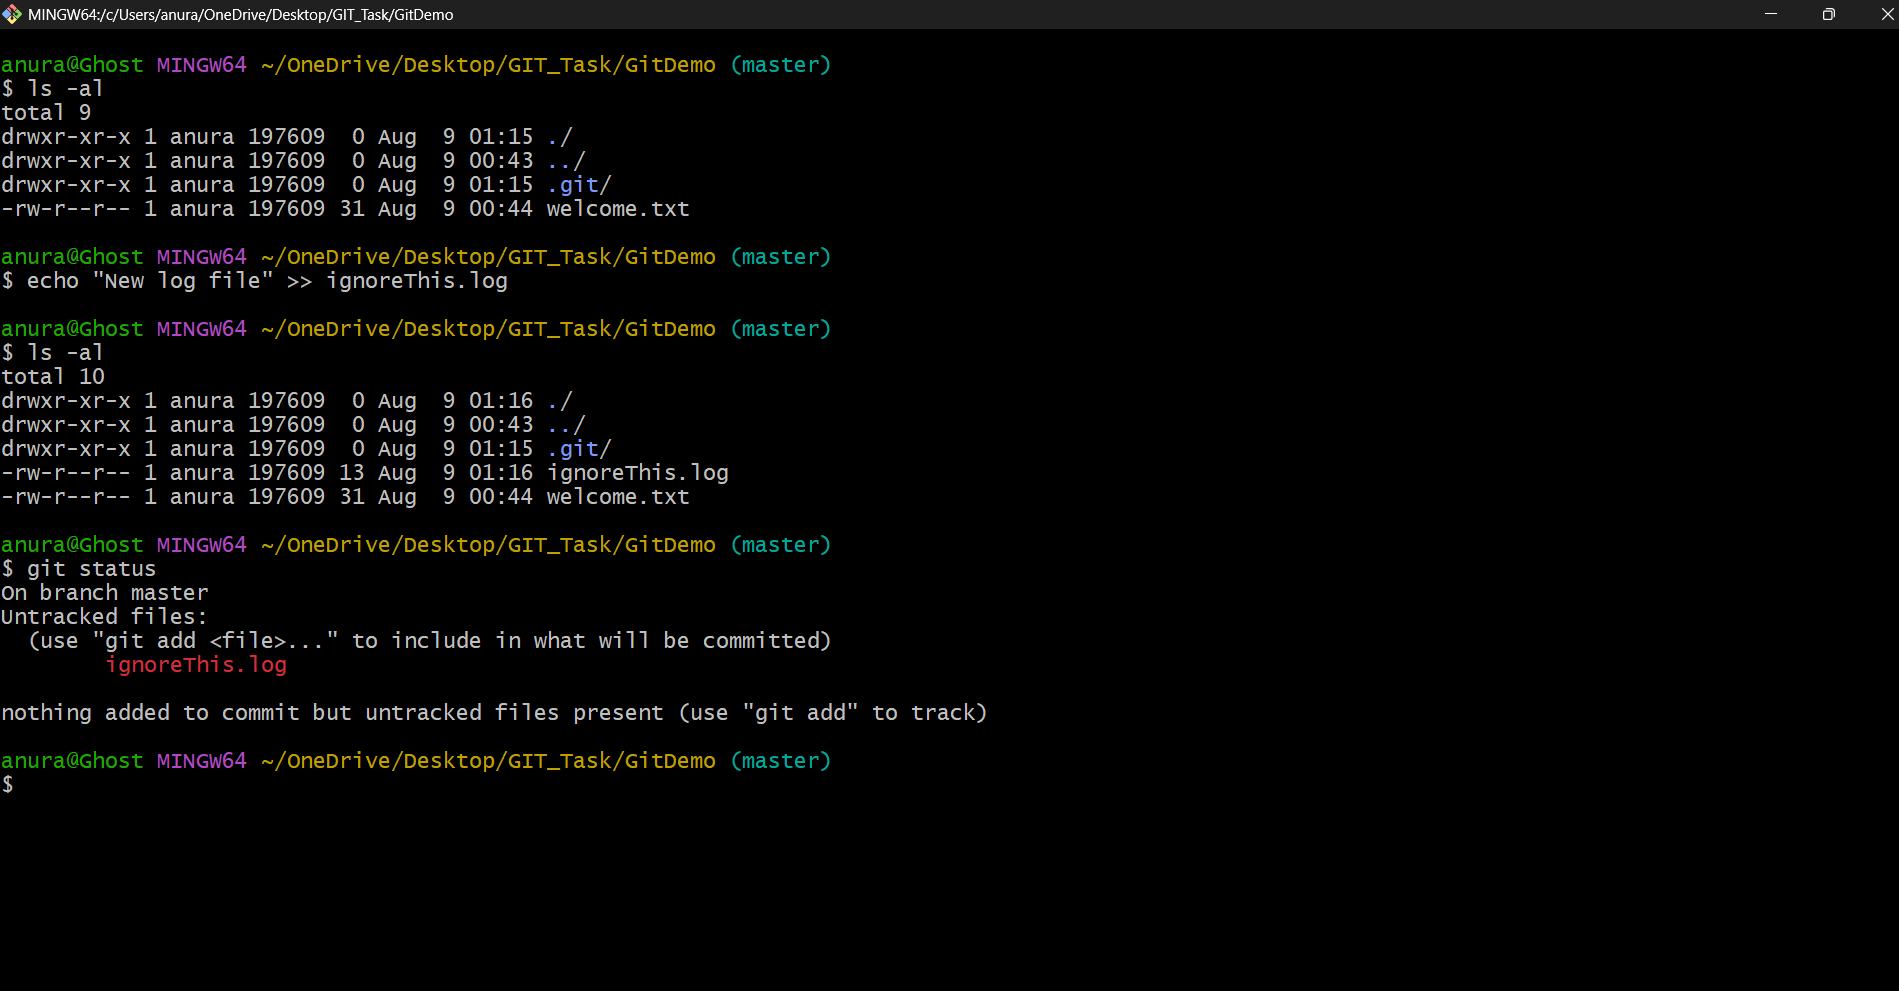 MINGW64:/c/Users/anura/OneDrive/Desktop/GIT_Task/GitDemo
anura@Ghost MINGW64 ~/OneDrive/Desktop/GIT_Task/GitDemo (master)
$ ls -al
total 9
drwxr-xr-x 1 anura 197609  0 Aug  9 01:15 ./
drwxr-xr-x 1 anura 197609  0 Aug  9 00:43 ../
drwxr-xr-x 1 anura 197609  0 Aug  9 01:15 .git/
-rw-r--r-- 1 anura 197609 31 Aug  9 00:44 welcome.txt
anura@Ghost MINGW64 ~/OneDrive/Desktop/GIT_Task/GitDemo (master)
$ echo "New log file" >> ignoreThis.log
anura@Ghost MINGW64 ~/OneDrive/Desktop/GIT_Task/GitDemo (master)
$ ls -al
total 10
drwxr-xr-x 1 anura 197609  0 Aug  9 01:16 ./
drwxr-xr-x 1 anura 197609  0 Aug  9 00:43 ../
drwxr-xr-x 1 anura 197609  0 Aug  9 01:15 .git/
-rw-r--r-- 1 anura 197609 13 Aug  9 01:16 ignoreThis.log
-rw-r--r-- 1 anura 197609 31 Aug  9 00:44 welcome.txt
anura@Ghost MINGW64 ~/OneDrive/Desktop/GIT_Task/GitDemo (master)
$ git status
On branch master
Untracked files:
  (use "git add <file>..." to include in what will be committed)
        ignoreThis.log
nothing added to commit but untracked files present (use "git add" to track)
anura@Ghost MINGW64 ~/OneDrive/Desktop/GIT_Task/GitDemo (master)
$